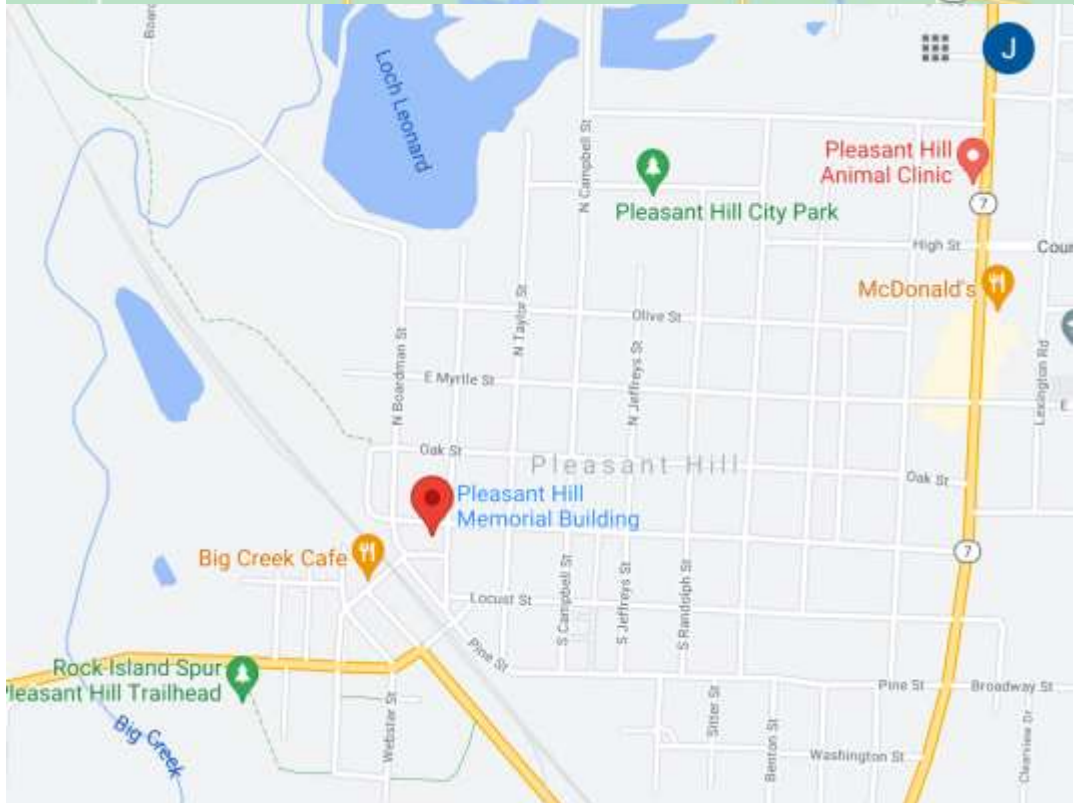 Boar
J
Loch Leonard
N Campbell St
Pleasant Hill
Animal Clinic
7
Pleasant Hill City Park
High St
Cour
McDonald's
N Taylor St
Olive St
N Boardman St
N Jeffreys St
Lexington Rd
E Myrtle St
E
Oak St
Pleasant Hill
Oak St
Pleasant Hill
Memorial Building
7
Big Creek Cafe
Locust St
S Campbell St
S Jeffreys St
S Randolph St
Pine St
Rock Island Spur
Pleasant Hill Trailhead
Pine St
Broadway St
Webster St
Big Creek
Sitter St
Benton St
Washington St
Clearview Dr